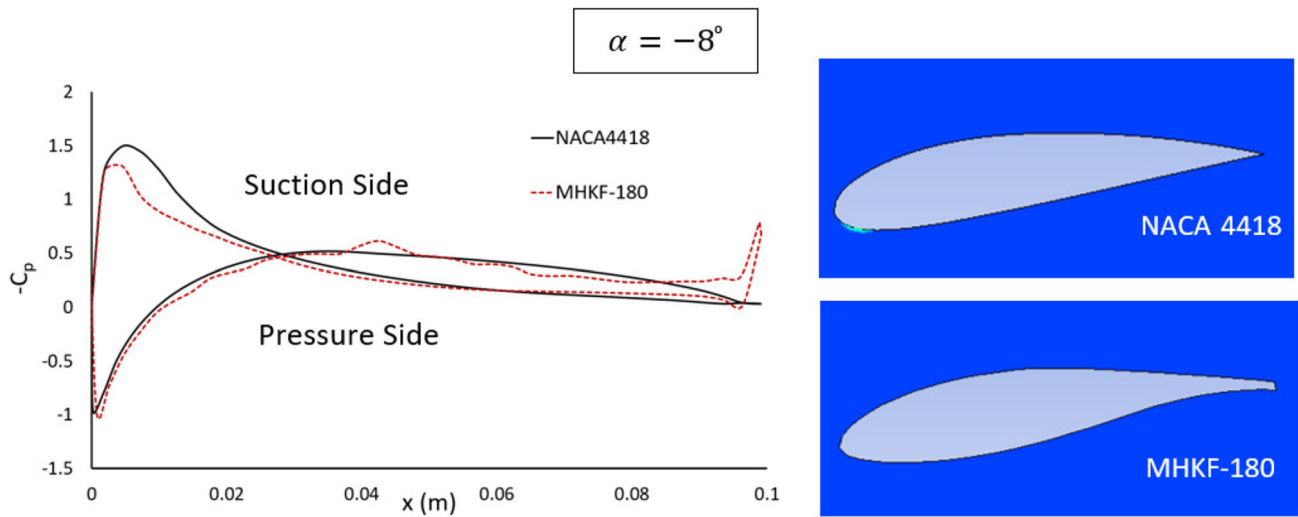 α = −8°
2
1.5
1
0.5
0
-0.5
-1
-1.5
-Cp
0
0.02
0.04
0.06
0.08
0.1
x (m)
NACA4418
MHKF-180
Suction Side
Pressure Side
NACA 4418
MHKF-180